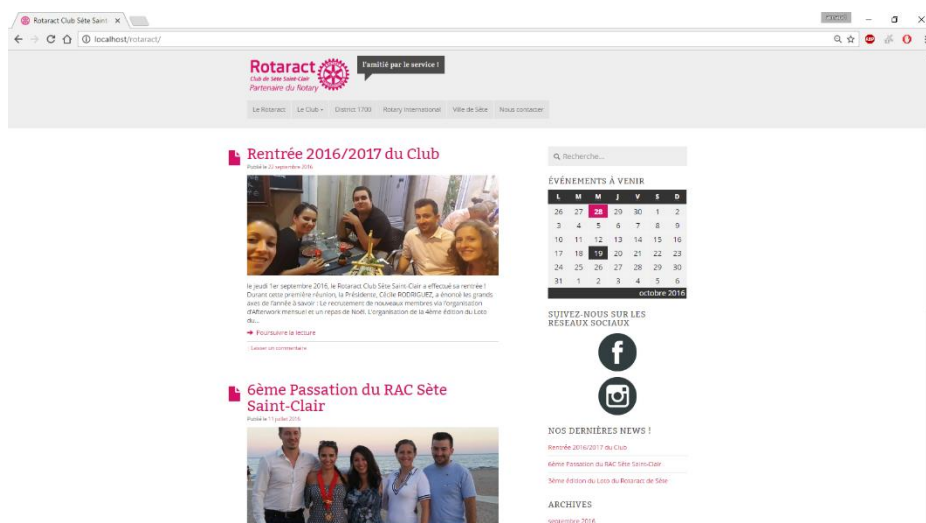 Rotaract Club Sète Saint
localhost/rotaract/
Rotaract
Club de Sète Saint-Clair
Partenaire du Rotary
l'amitié par le service !
Le Rotaract Le Club District 1700 Rotary International Ville de Sète Nous contacter
Rentrée 2016/2017 du Club
Publié le 23 septembre 2016
le jeudi 1er septembre 2016, le Rotaract Club Sète Saint-Clair a effectué sa rentrée !
Durant cette première réunion, la Présidente, Cécile RODRIGUEZ, a énoncé les grands
axes de l'année à savoir : Le recrutement de nouveaux membres via l'organisation
d'Afterwork mensuel et un repas de Noël. L'organisation de la 4ème édition du Loto
du...
Poursuivre la lecture
Laisser un commentaire
6ème Passation du RAC Sète
Saint-Clair
Publié le 11 juillet 2016
Recherche...
ÉVÉNEMENTS À VENIR
L M M J V S D
26 27 28 29 30 1 2
3 4 5 6 7 8 9
10 11 12 13 14 15 16
17 18 19 20 21 22 23
24 25 26 27 28 29 30
31 1 2 3 4 5 6
octobre 2016
SUIVEZ-NOUS SUR LES
RÉSEAUX SOCIAUX
NOS DERNIÈRES NEWS !
Rentrée 2016/2017 du Club
6ème Passation du RAC Sète Saint-Clair
3ème édition du Loto du Rotaract de Sète
ARCHIVES
septembre 2016